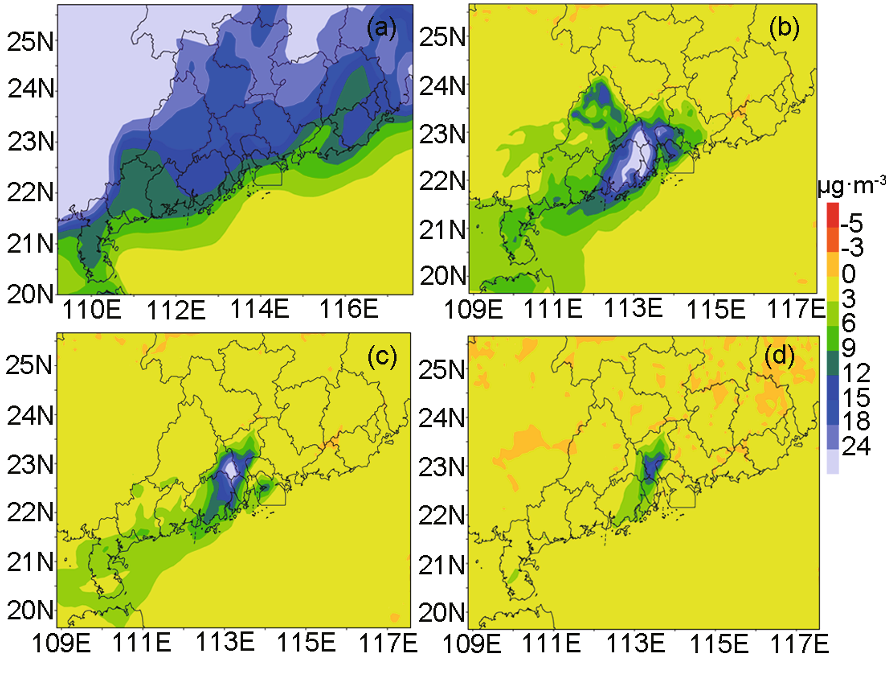 (a)
25N
24N
23N
22N
21N
20N
110E 112E 114E 116E
(b)
25N
24N
23N
22N
21N
20N
109E 111E 113E 115E 117E
μg·m-3
-5
-3
0
3
6
9
12
15
18
24
(c)
25N
24N
23N
22N
21N
20N
109E 111E 113E 115E 117E
(d)
25N
24N
23N
22N
21N
20N
109E 111E 113E 115E 117E